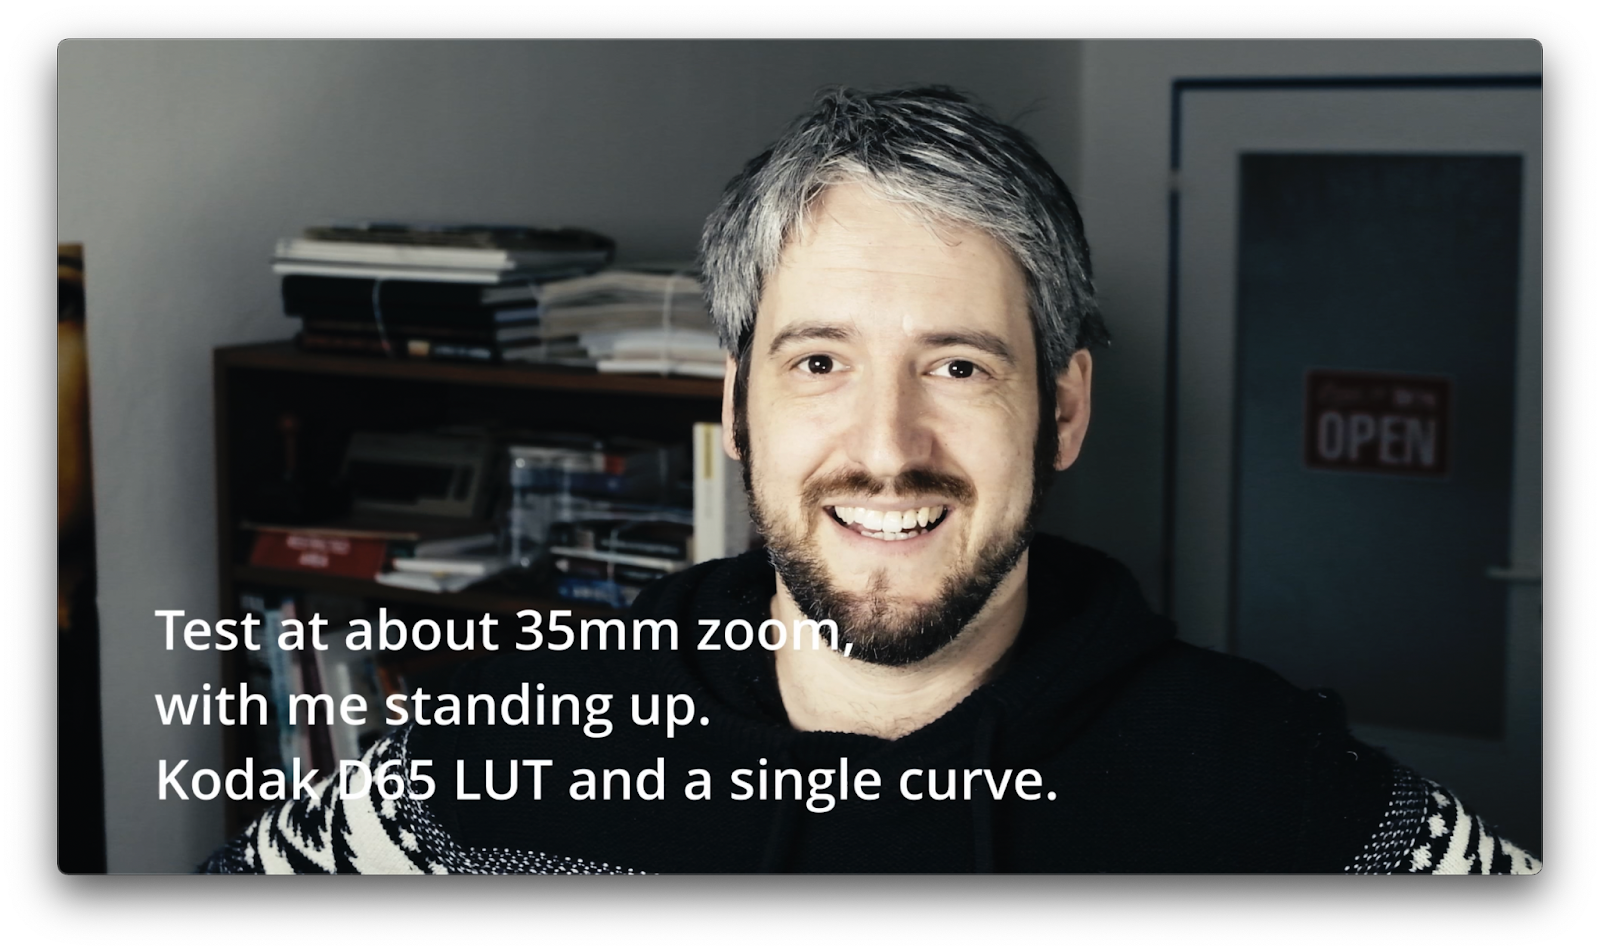 OPEN
Test at about 35mm zoom,
with me standing up.
Kodak D65 LUT and a single curve.